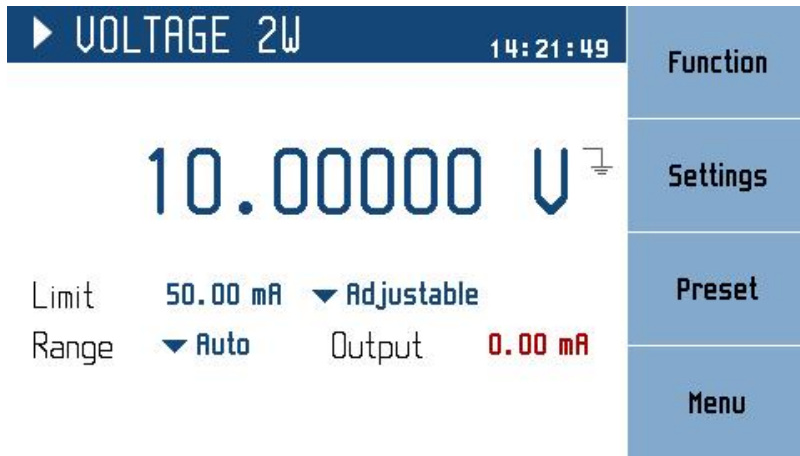 VOLTAGE 2W 14:21:49
10.00000 V
Limit 50.00 mA Adjustable
Range Auto Output 0.00 mA
Function
Settings
Preset
Menu